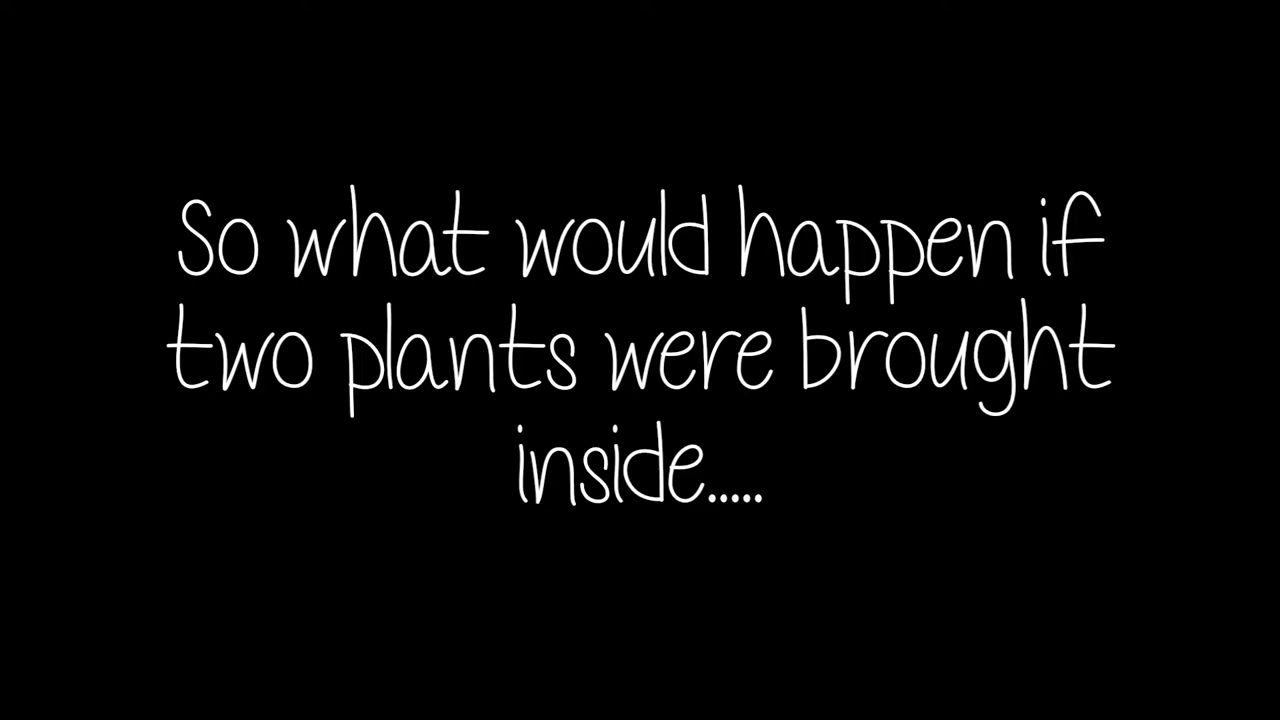 So what would happen if
two plants were brought
inside.....